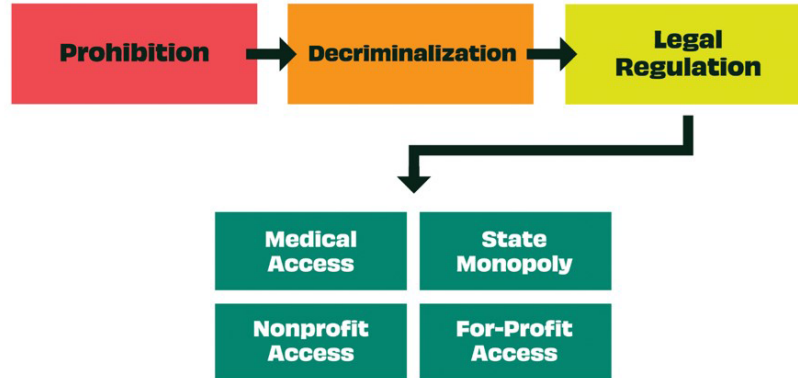 Prohibition
Decriminalization
Legal
Regulation
Medical
Access
State
Monopoly
Nonprofit
Access
For-Profit
Access